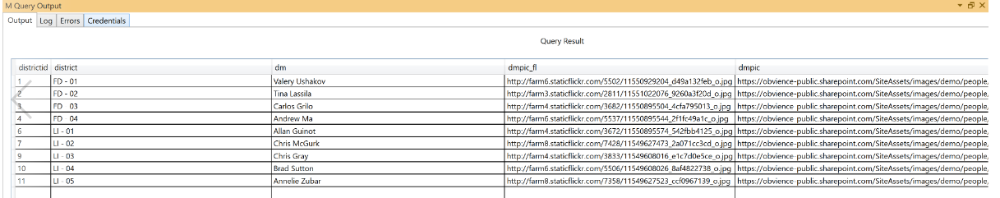 M Query Output
Output Log Errors Credentials
Query Result
districtid district dm dmpic_fl dmpic
1 FD - 01 Valery Ushakov http://farm6.staticflickr.com/5502/11550929204_d49a132feb_o.jpg https://obvience-public.sharepoint.com/SiteAssets/images/demo/people,
2 FD - 02 Tina Lassila http://farm3.staticflickr.com/2811/11551022076_9260a3f20d_o.jpg https://obvience-public.sharepoint.com/SiteAssets/images/demo/people,
3 FD - 03 Carlos Grilo http://farm4.staticflickr.com/3682/11550895504_4cfa795013_o.jpg https://obvience-public.sharepoint.com/SiteAssets/images/demo/people,
4 FD - 04 Andrew Ma http://farm6.staticflickr.com/5537/11550895544_2f1fc49a1c_o.jpg https://obvience-public.sharepoint.com/SiteAssets/images/demo/people,
6 LI - 01 Allan Guinot http://farm4.staticflickr.com/3672/11550895574_542fbb4125_o.jpg https://obvience-public.sharepoint.com/SiteAssets/images/demo/people,
7 LI - 02 Chris McGurk http://farm8.staticflickr.com/7428/11549627473_2a071cc3cd_o.jpg https://obvience-public.sharepoint.com/SiteAssets/images/demo/people,
9 LI - 03 Chris Gray http://farm4.staticflickr.com/3833/11549608016_e1c7d0e5ce_o.jpg https://obvience-public.sharepoint.com/SiteAssets/images/demo/people,
10 LI - 04 Brad Sutton http://farm6.staticflickr.com/5506/11549608026_8af4822738_o.jpg https://obvience-public.sharepoint.com/SiteAssets/images/demo/people,
11 LI - 05 Annelie Zubar http://farm8.staticflickr.com/7358/11549627523_ccf0967139_o.jpg https://obvience-public.sharepoint.com/SiteAssets/images/demo/people,